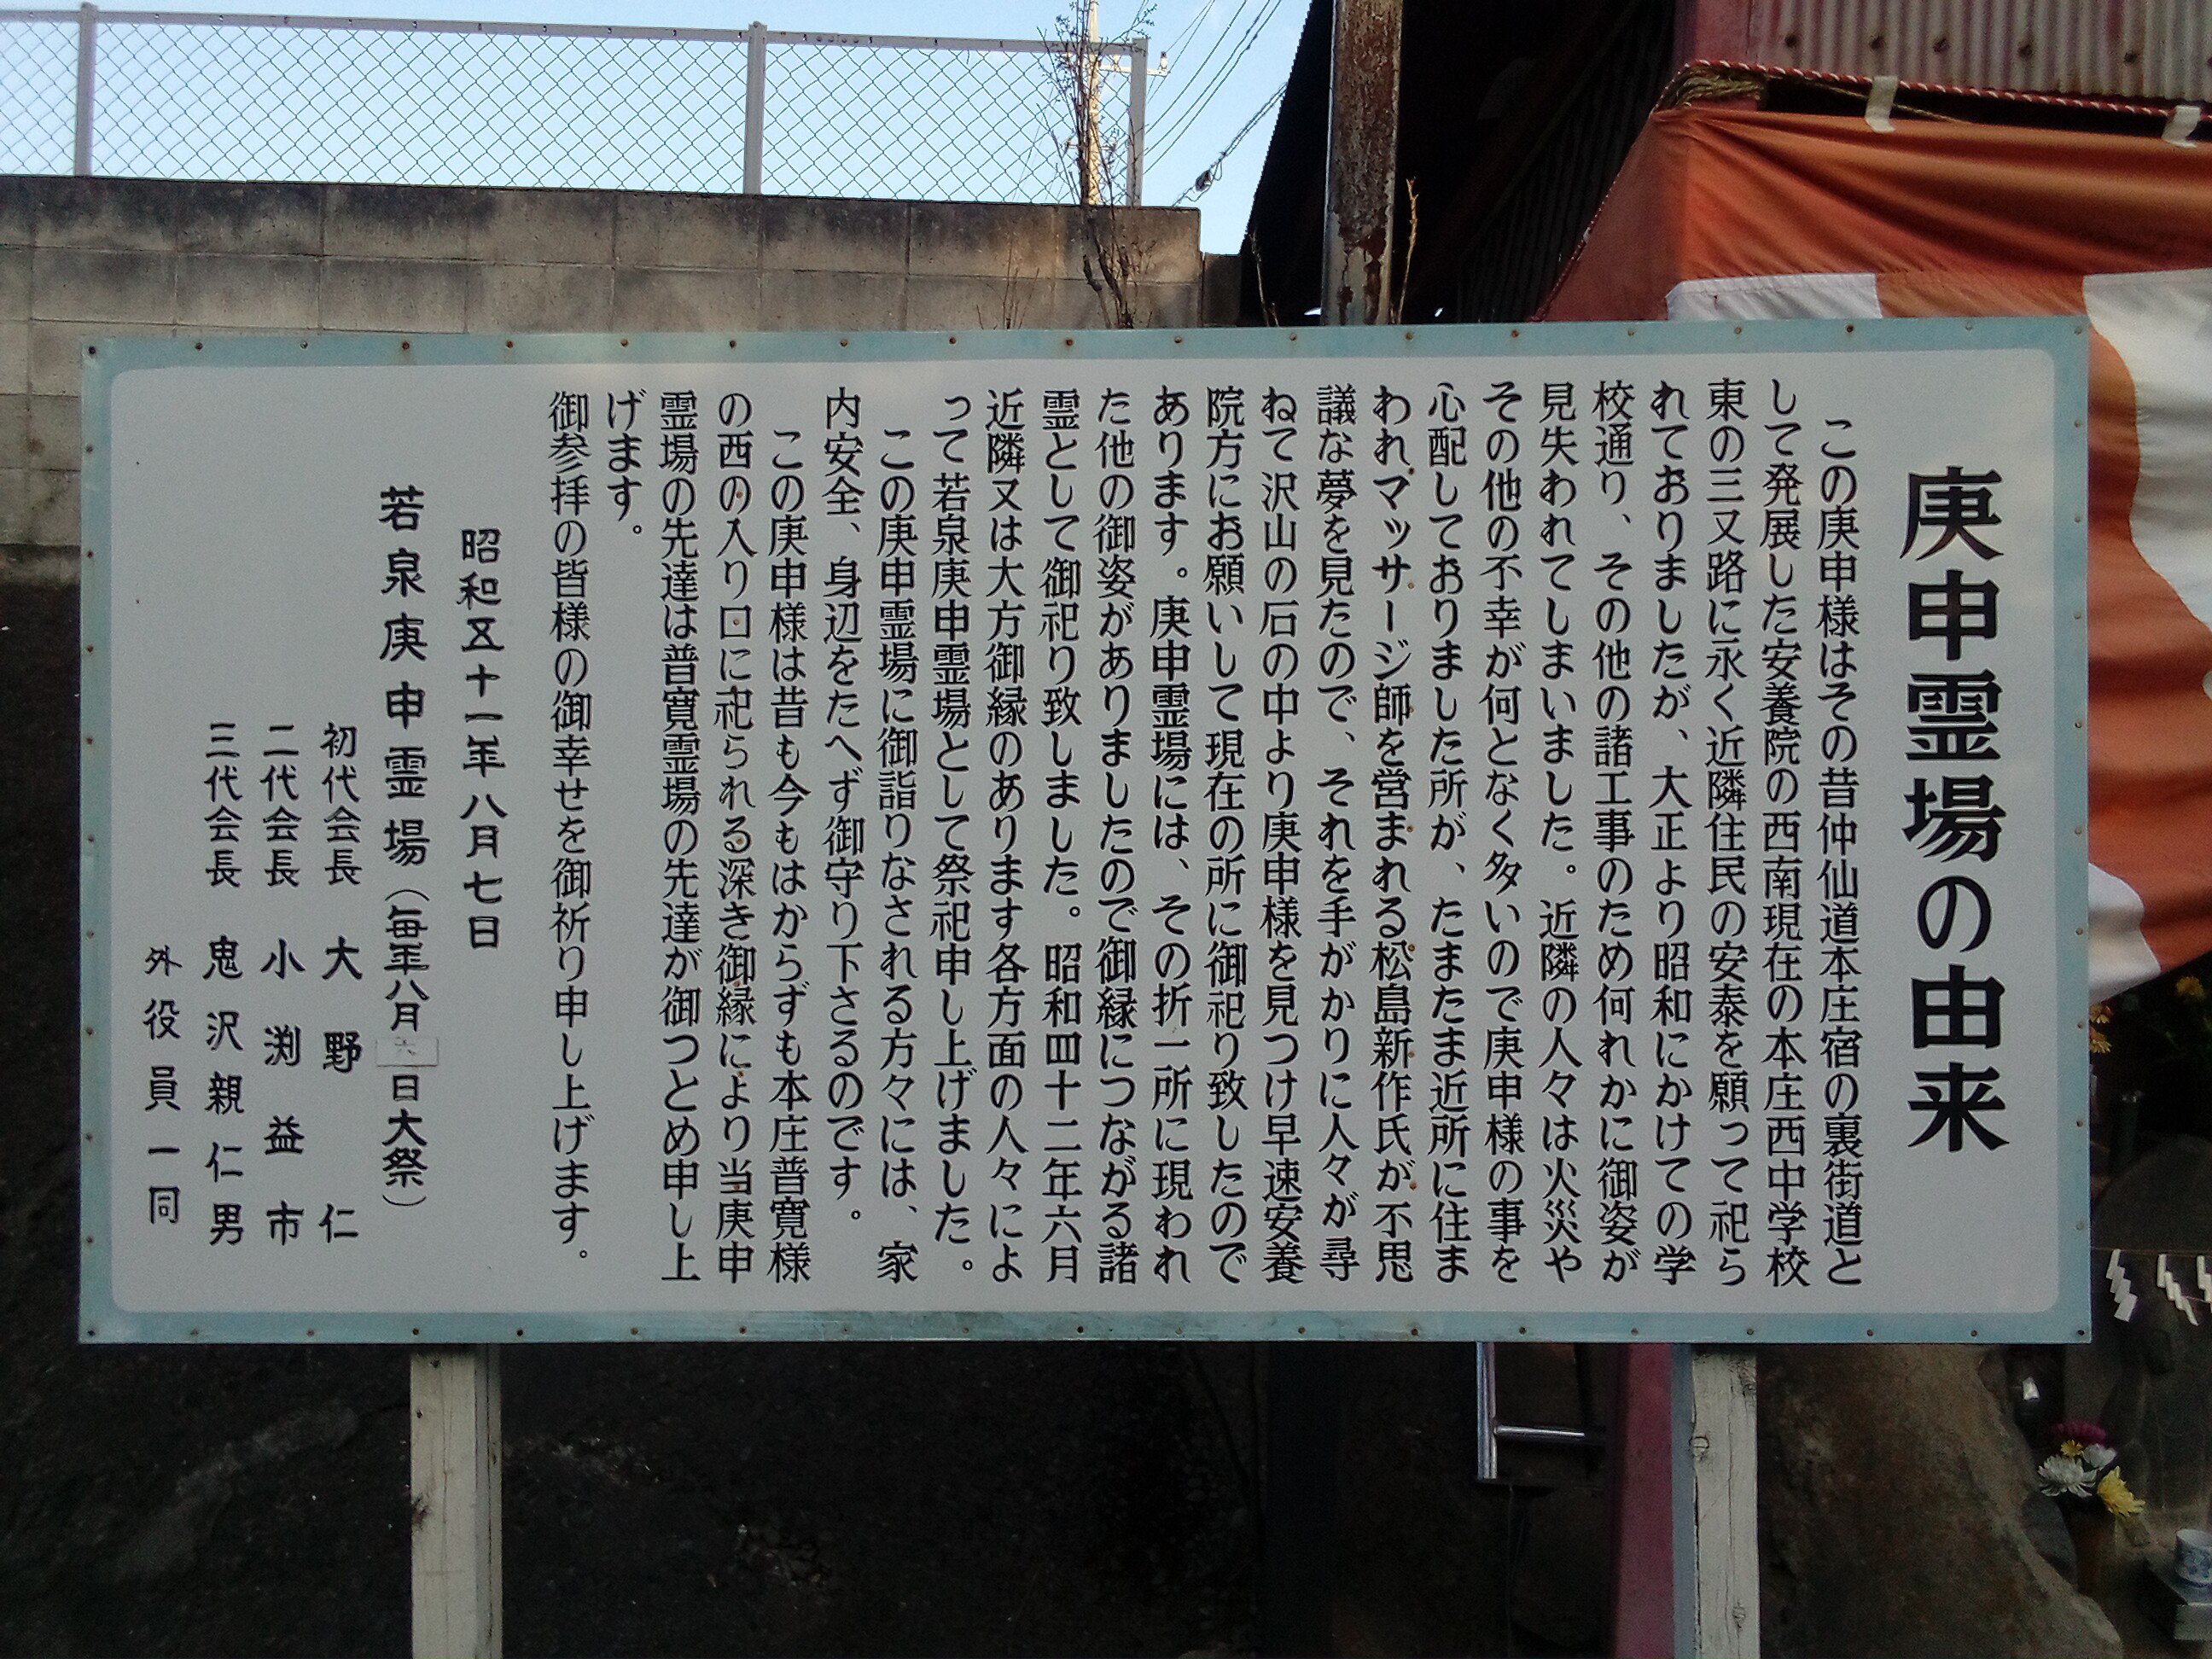 庚申霊場の由来
この庚申様はその昔仲仙道本庄宿の裏街道と
して発展した安養院の西南現在の本庄西中学校
東の三又路に永く近隣住民の安泰を願って祀ら
れておりましたが、大正より昭和にかけての学
校通り、その他の諸工事のため何れかに御姿が
見失われてしまいました。近隣の人々は火災や
その他の不幸が何となく多いので庚申様の事を
心配しておりました所が、たまたま近所に住ま
われマッサージ師を営まれる松島新作氏が不思
議な夢を見たので、それを手がかりに人々が尋
ねて沢山の石の中より庚申様を見つけ早速安養
院方にお願いして現在の所に御祀り致したので
あります。庚申霊場には、その折一所に現われ
た他の御姿がありましたので御縁につながる諸
霊として御祀り致しました。昭和四十二年六月
近隣又は大方御縁のあります各方面の人々によ
って若泉庚申霊場として祭祀申し上げました。
この庚申霊場に御詣りなされる方々には、家
内安全、身辺をたへず御守り下さるのです。
この庚申様は昔も今もはからずも本庄普寛様
の西の入り口に祀られる深き御縁により当庚申
霊場の先達は普寛霊場の先達が御つとめ申し上
げます。
御参拝の皆様の御幸せを御祈り申し上げます。
昭和五十一年八月七日
若泉庚申霊場（毎年八月六日大祭）
初代会長 大野 仁
二代会長 小渕益市
三代会長 鬼沢親仁男
外役員一同